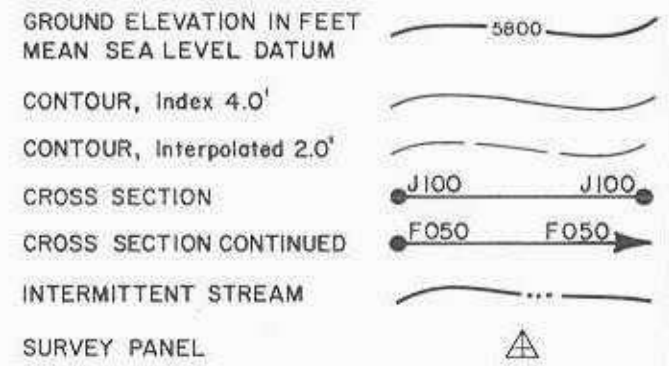 GROUND ELEVATION IN FEET
MEAN SEA LEVEL DATUM
5800
CONTOUR, Index 4.0'
CONTOUR, Interpolated 2.0'
CROSS SECTION J100 J100
CROSS SECTION CONTINUED F050 F050
INTERMITTENT STREAM
SURVEY PANEL